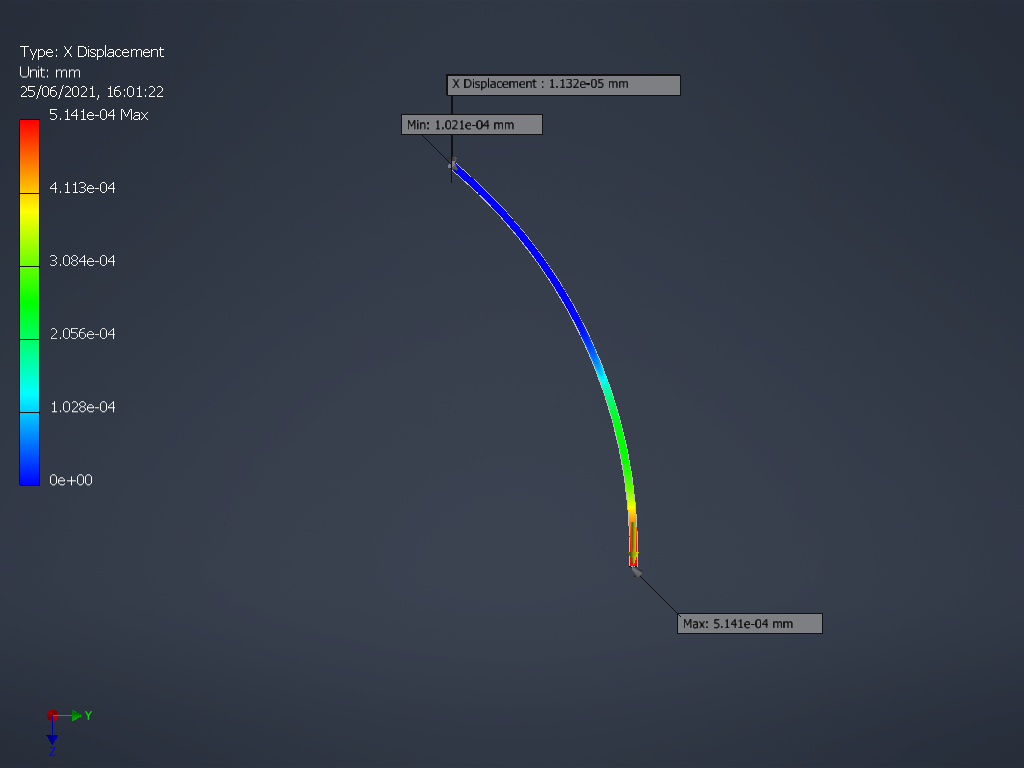 Type: X Displacement
Unit: mm
25/06/2021, 16:01:22
5.141e-04 Max
4.113e-04
3.084e-04
2.056e-04
1.028e-04
0e+00
X Displacement : 1.132e-05 mm
Min: 1.021e-04 mm
Max: 5.141e-04 mm
Y
Z